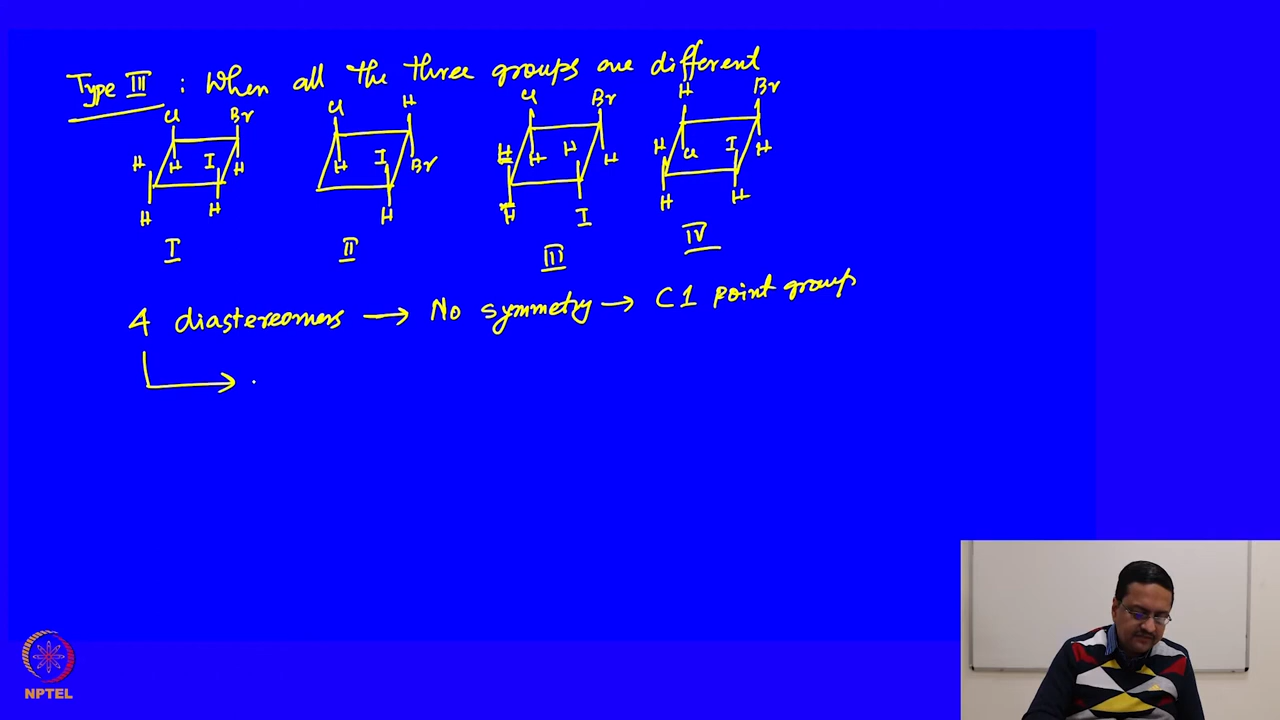 Type III : When all the three groups are different
Cl Br H H I H H H
Cl H H I Br H
Cl Br H H H H H I
H Br H Cl I H H H
I II III IV
4 diastereomers → No symmetry → C1 point groups
NPTEL